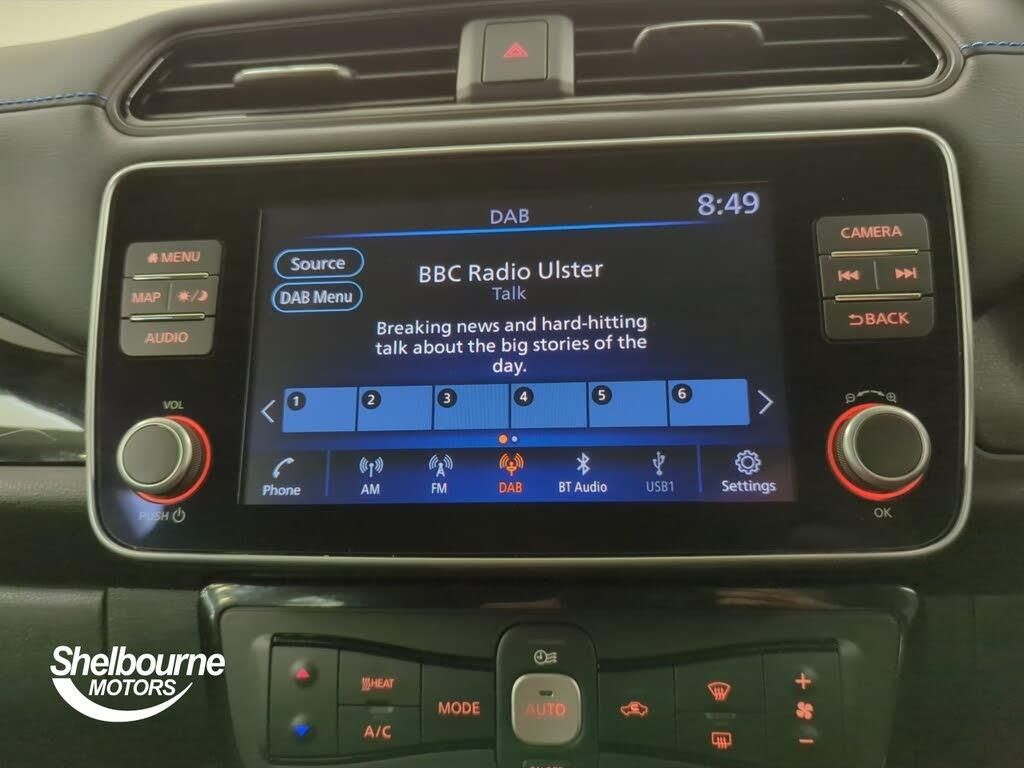 DAB
8:49
Source
DAB Menu
BBC Radio Ulster
Talk
Breaking news and hard-hitting
talk about the big stories of the
day.
1 2 3 4 5 6
Phone AM FM DAB BT Audio USB1 Settings
MENU
MAP
AUDIO
VOL
PUSH
CAMERA
BACK
OK
HEAT
A/C
MODE
AUTO
Shelbourne
MOTORS